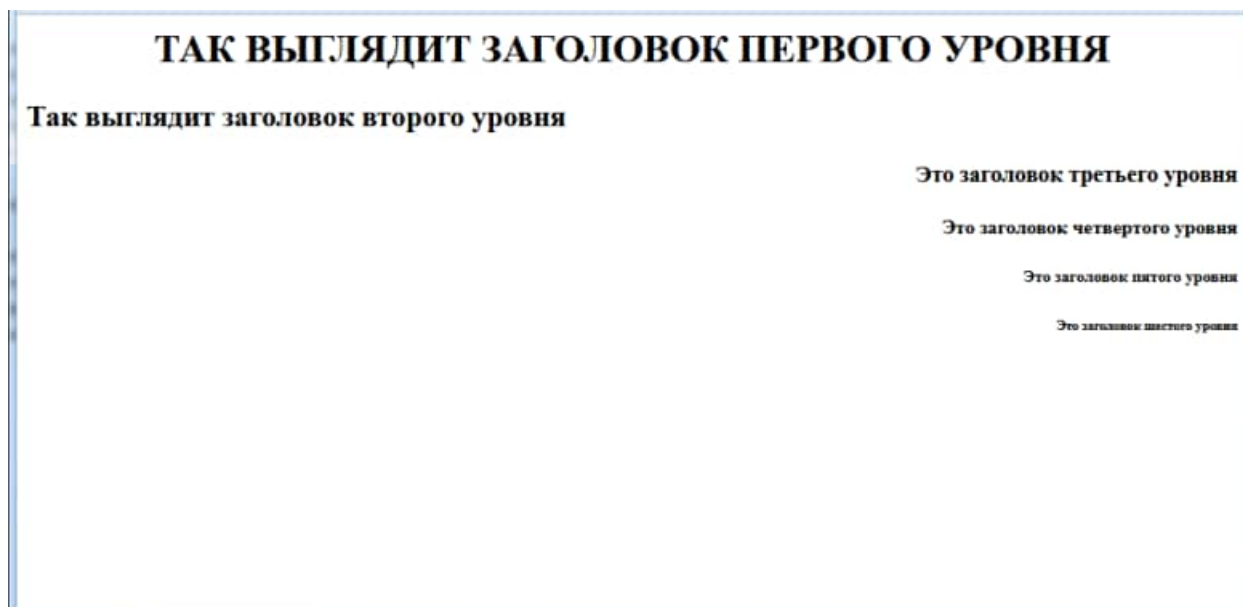 ТАК ВЫГЛЯДИТ ЗАГОЛОВОК ПЕРВОГО УРОВНЯ
Так выглядит заголовок второго уровня
Это заголовок третьего уровня
Это заголовок четвертого уровня
Это заголовок пятого уровня
Это заголовок шестого уровня